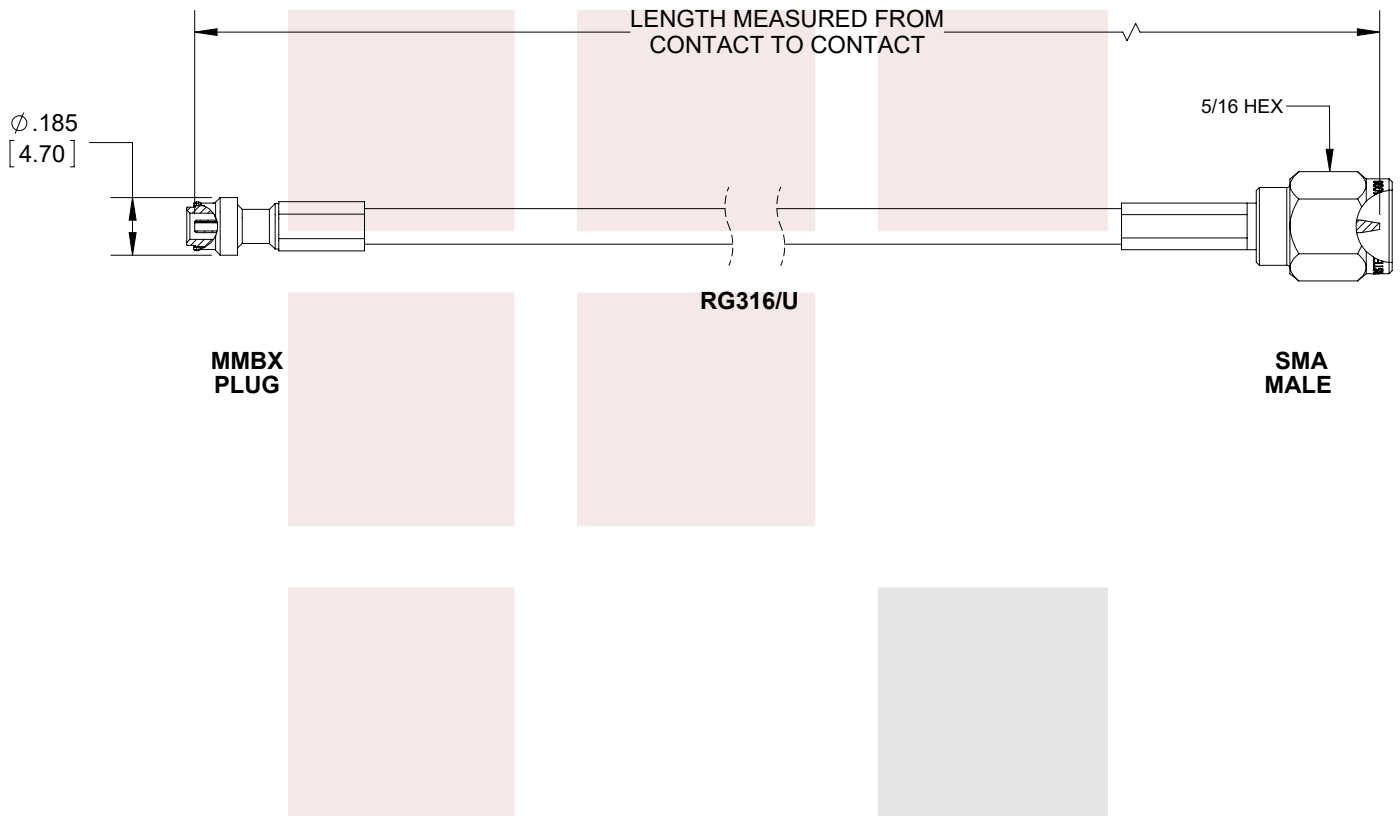 LENGTH MEASURED FROM
CONTACT TO CONTACT
5/16 HEX
⌀ .185
[4.70]
RG316/U
MMBX
PLUG
SMA
MALE